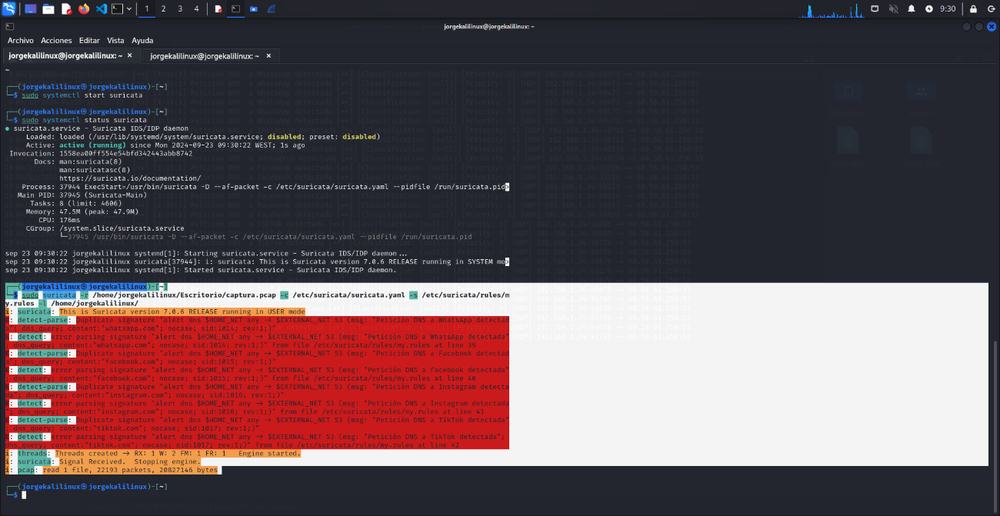 1 2 3 4
9:30
jorgekalilinux@jorgekalilinux: ~
Archivo Acciones Editar Vista Ayuda
jorgekalilinux@jorgekalilinux: ~ × jorgekalilinux@jorgekalilinux: ~ ×
~
┌──(jorgekalilinux㉿jorgekalilinux)-[~]
└─$ sudo systemctl start suricata
┌──(jorgekalilinux㉿jorgekalilinux)-[~]
└─$ sudo systemctl status suricata
● suricata.service - Suricata IDS/IDP daemon
Loaded: loaded (/usr/lib/systemd/system/suricata.service; disabled; preset: disabled)
Active: active (running) since Mon 2024-09-23 09:30:22 WEST; 1s ago
Invocation: 1558ea00ff554e54bfd342443abb8742
Docs: man:suricata(8)
man:suricatasc(8)
https://suricata.io/documentation/
Process: 37944 ExecStart=/usr/bin/suricata -D --af-packet -c /etc/suricata/suricata.yaml --pidfile /run/suricata.pid>
Main PID: 37945 (Suricata-Main)
Tasks: 8 (limit: 4606)
Memory: 47.5M (peak: 47.9M)
CPU: 176ms
CGroup: /system.slice/suricata.service
└─37945 /usr/bin/suricata -D --af-packet -c /etc/suricata/suricata.yaml --pidfile /run/suricata.pid
sep 23 09:30:22 jorgekalilinux systemd[1]: Starting suricata.service - Suricata IDS/IDP daemon...
sep 23 09:30:22 jorgekalilinux suricata[37944]: i: suricata: This is Suricata version 7.0.6 RELEASE running in SYSTEM mo>
sep 23 09:30:22 jorgekalilinux systemd[1]: Started suricata.service - Suricata IDS/IDP daemon.
┌──(jorgekalilinux㉿jorgekalilinux)-[~]
└─$ sudo suricata -r /home/jorgekalilinux/Escritorio/captura.pcap -c /etc/suricata/suricata.yaml -s /etc/suricata/rules/m
y.rules -l /home/jorgekalilinux/
i: suricata: This is Suricata version 7.0.6 RELEASE running in USER mode
E: detect-parse: Duplicate signature "alert dns $HOME_NET any -> $EXTERNAL_NET 53 (msg: "Petición DNS a WhatsApp detectad
a"; dns_query; content:"whatsapp.com"; nocase; sid:1014; rev:1;)"
E: detect: error parsing signature "alert dns $HOME_NET any -> $EXTERNAL_NET 53 (msg: "Petición DNS a WhatsApp detectada"
; dns_query; content:"whatsapp.com"; nocase; sid:1014; rev:1;)" from file /etc/suricata/rules/my.rules at line 39
E: detect-parse: Duplicate signature "alert dns $HOME_NET any -> $EXTERNAL_NET 53 (msg: "Petición DNS a Facebook detectad
a"; dns_query; content:"facebook.com"; nocase; sid:1015; rev:1;)"
E: detect: error parsing signature "alert dns $HOME_NET any -> $EXTERNAL_NET 53 (msg: "Petición DNS a Facebook detectada"
; dns_query; content:"facebook.com"; nocase; sid:1015; rev:1;)" from file /etc/suricata/rules/my.rules at line 40
E: detect-parse: Duplicate signature "alert dns $HOME_NET any -> $EXTERNAL_NET 53 (msg: "Petición DNS a Instagram detecta
da"; dns_query; content:"instagram.com"; nocase; sid:1016; rev:1;)"
E: detect: error parsing signature "alert dns $HOME_NET any -> $EXTERNAL_NET 53 (msg: "Petición DNS a Instagram detectada
"; dns_query; content:"instagram.com"; nocase; sid:1016; rev:1;)" from file /etc/suricata/rules/my.rules at line 41
E: detect-parse: Duplicate signature "alert dns $HOME_NET any -> $EXTERNAL_NET 53 (msg: "Petición DNS a TikTok detectada"
; dns_query; content:"tiktok.com"; nocase; sid:1017; rev:1;)"
E: detect: error parsing signature "alert dns $HOME_NET any -> $EXTERNAL_NET 53 (msg: "Petición DNS a TikTok detectada";
dns_query; content:"tiktok.com"; nocase; sid:1017; rev:1;)" from file /etc/suricata/rules/my.rules at line 42
i: threads: Threads created -> RX: 1 W: 2 FM: 1 FR: 1 Engine started.
i: suricata: Signal Received. Stopping engine.
i: pcap: read 1 file, 22193 packets, 20827146 bytes
┌──(jorgekalilinux㉿jorgekalilinux)-[~]
└─$